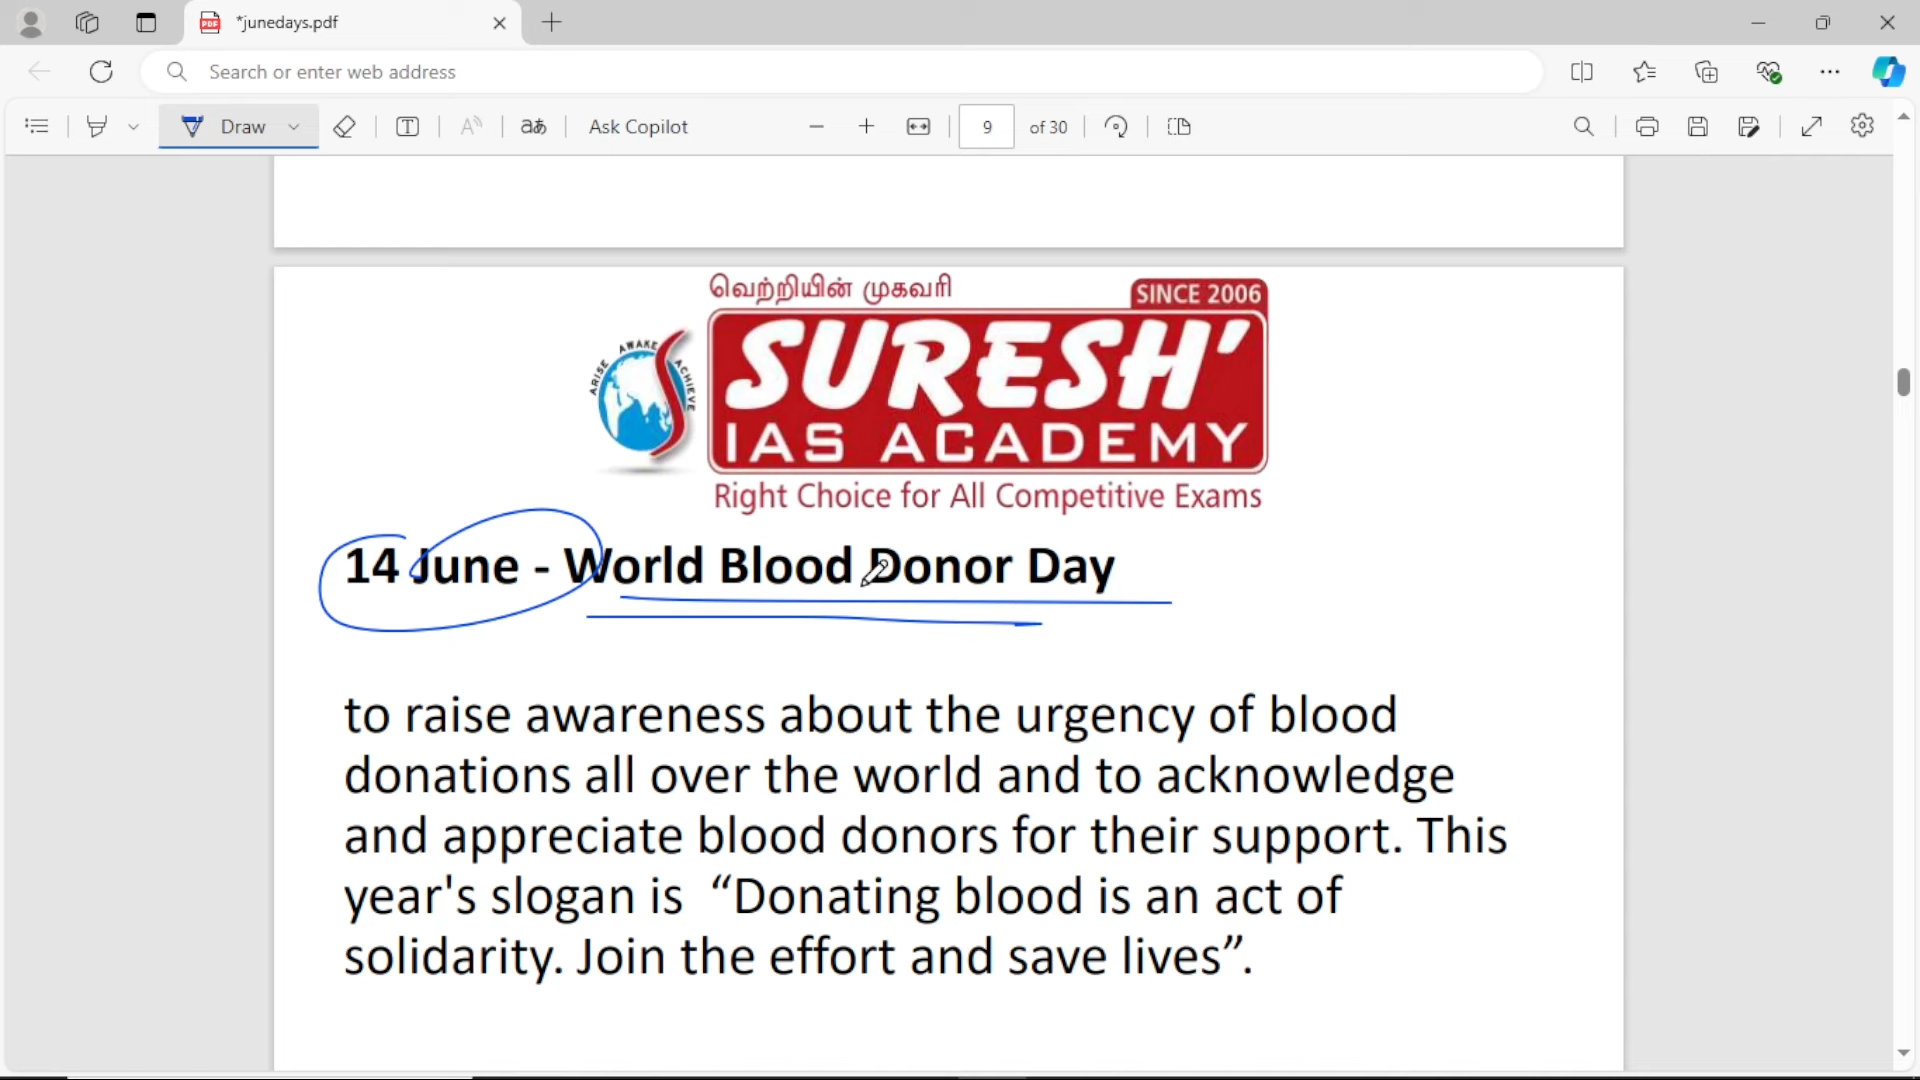 *junedays.pdf
Search or enter web address
Draw
aあ
Ask Copilot
9 of 30
வெற்றியின் முகவரி
SINCE 2006
ARISE AWAKE ACHIEVE
SURESH'
IAS ACADEMY
Right Choice for All Competitive Exams
14 June - World Blood Donor Day
to raise awareness about the urgency of blood
donations all over the world and to acknowledge
and appreciate blood donors for their support. This
year's slogan is “Donating blood is an act of
solidarity. Join the effort and save lives”.